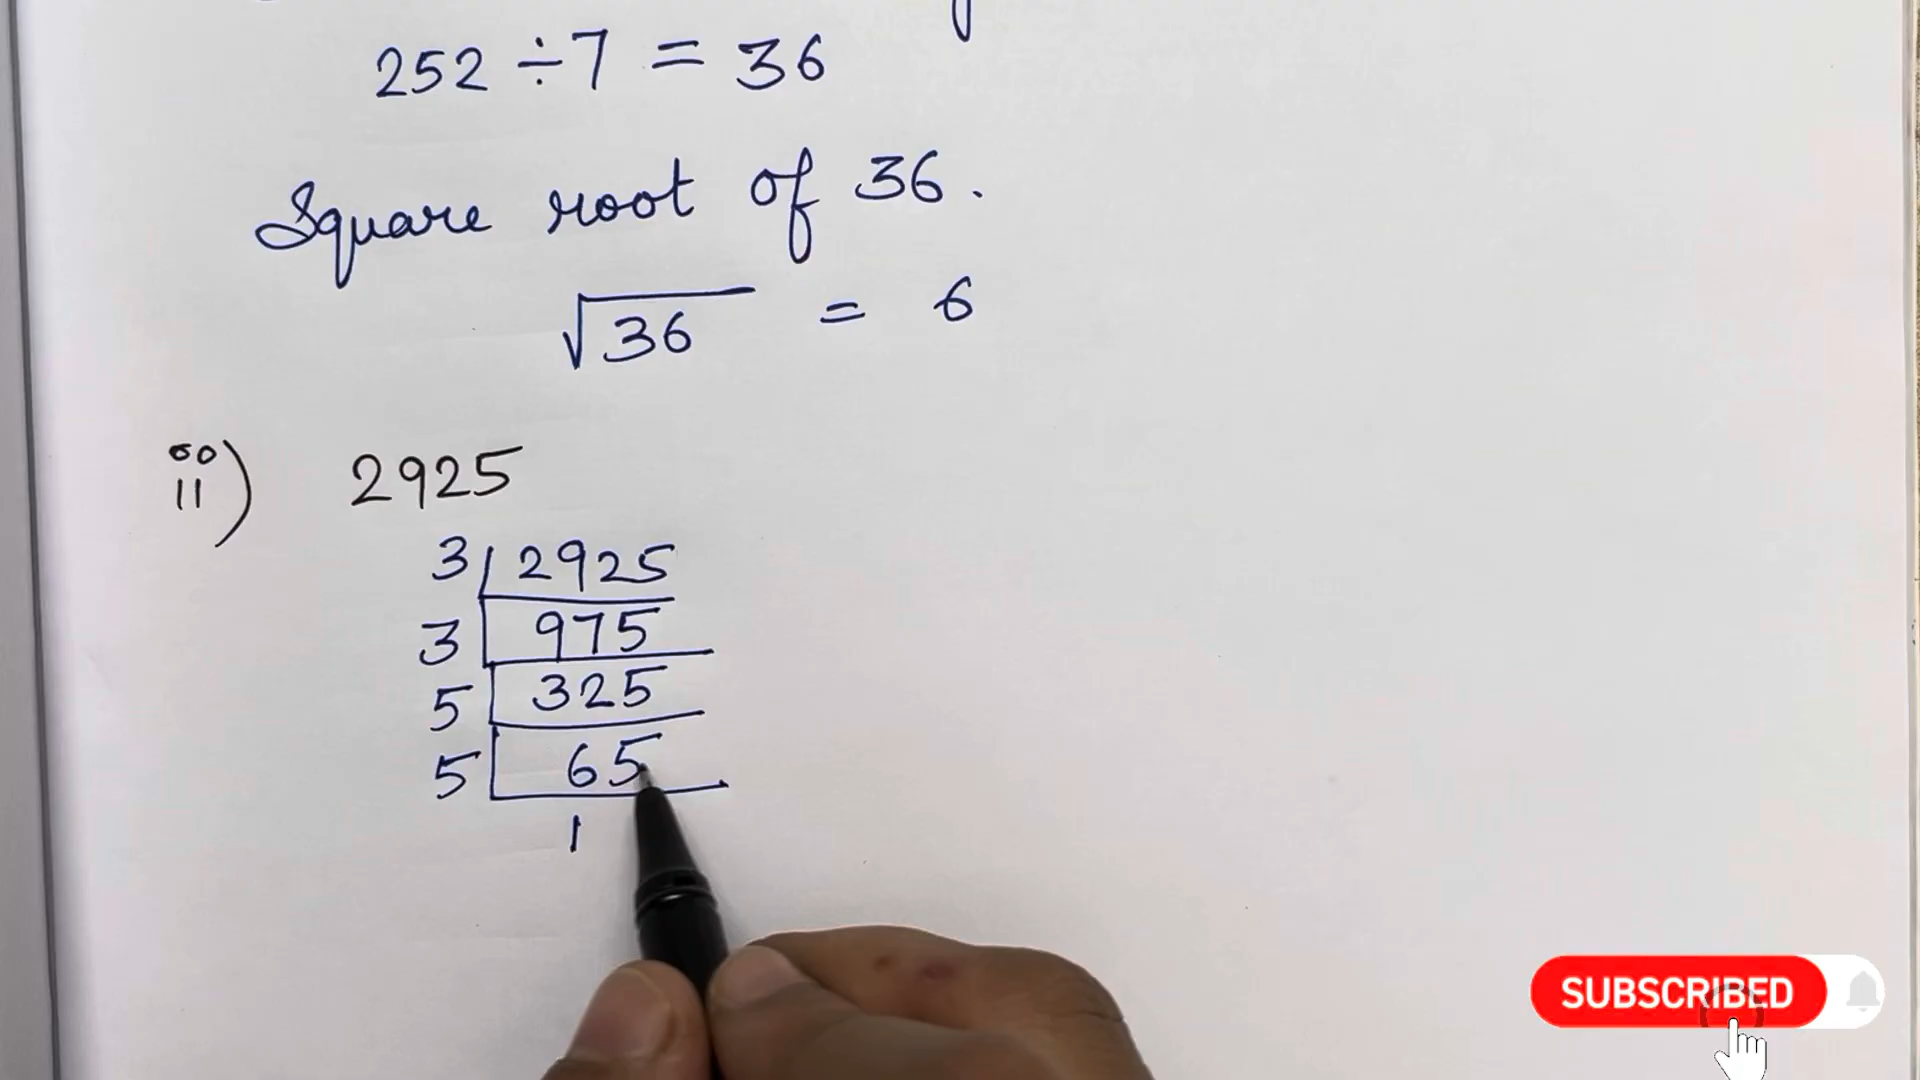 252 ÷ 7 = 36
Square root of 36.
√36 = 6
ii) 2925
3 | 2925
3 | 975
5 | 325
5 | 65
1
SUBSCRIBED